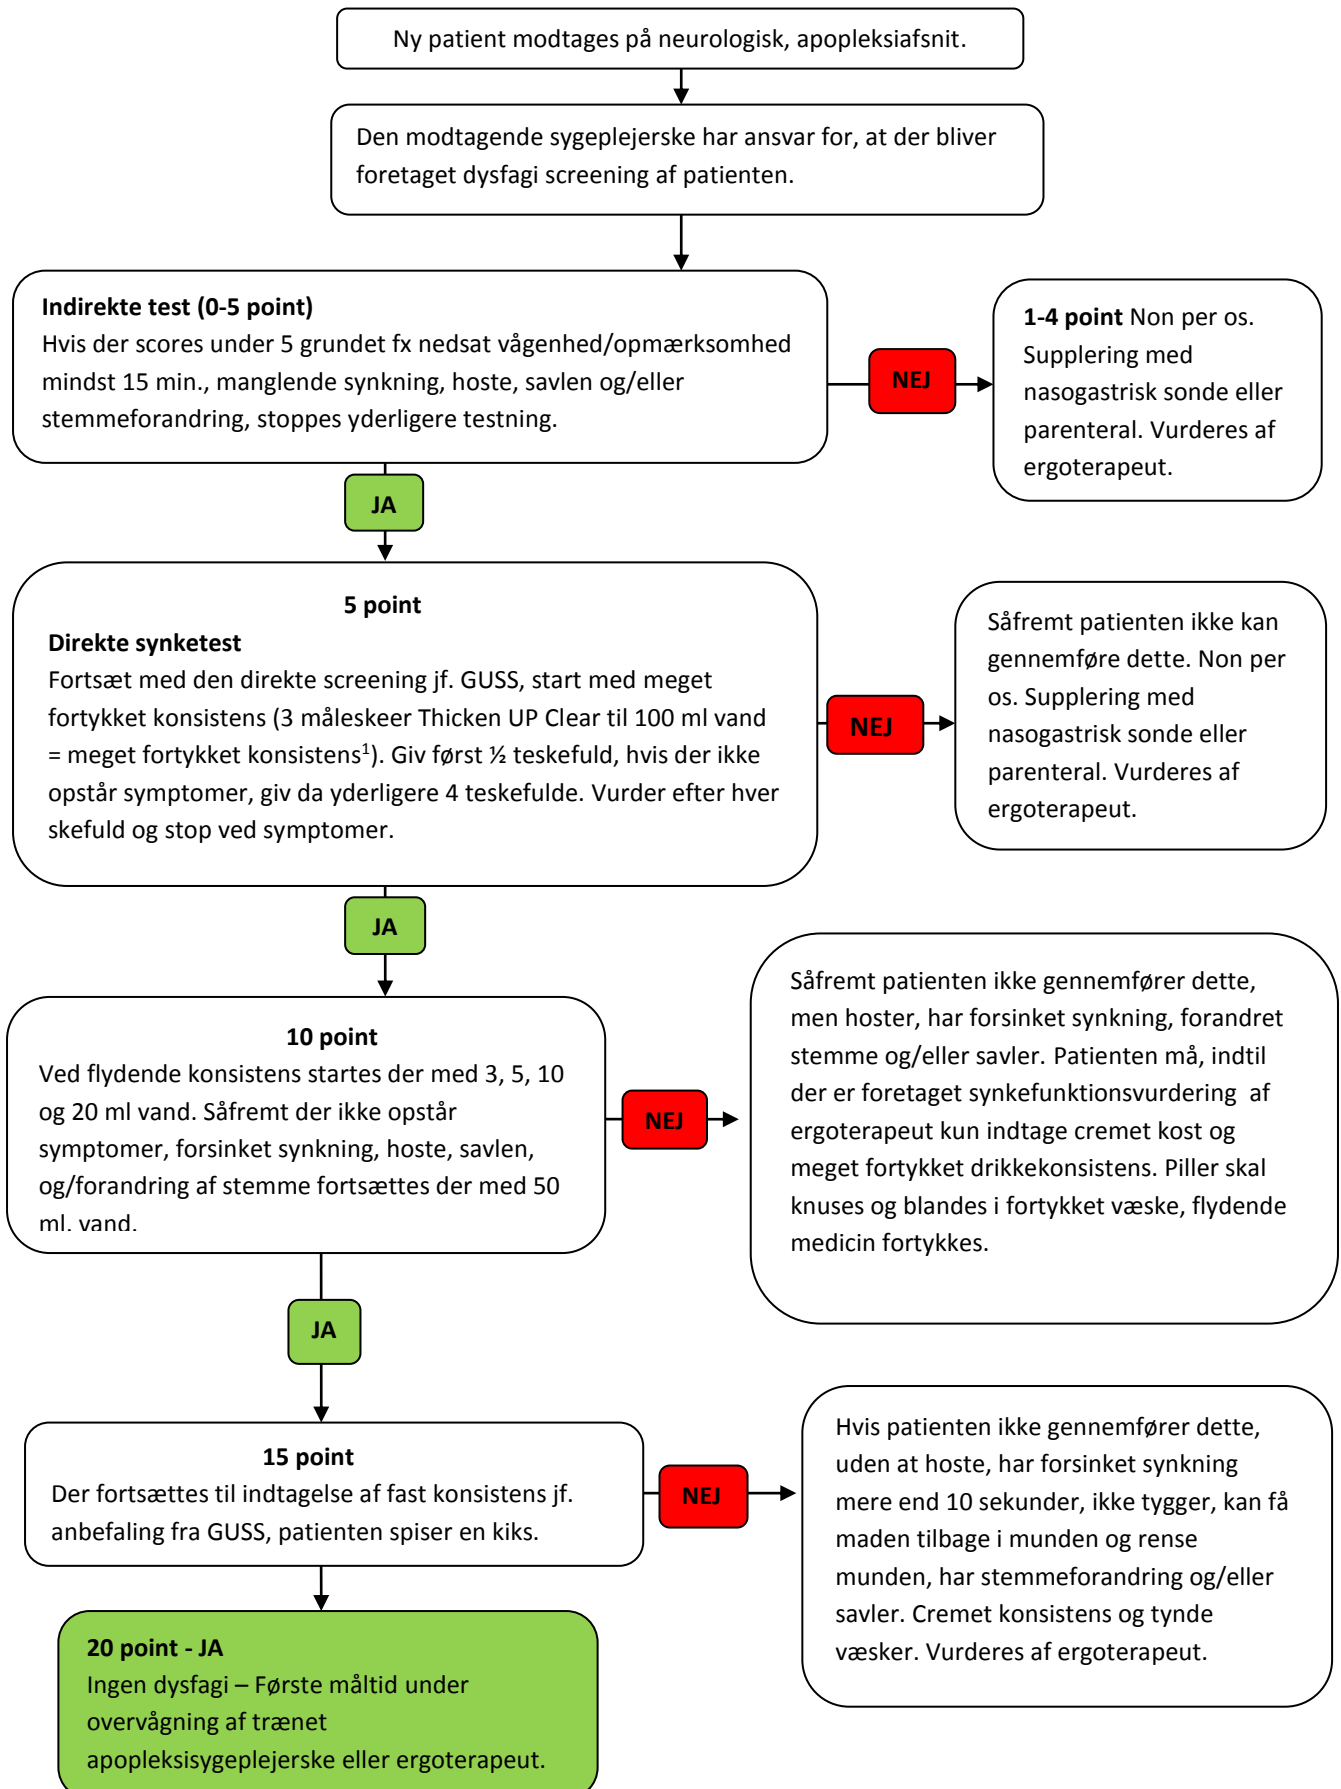 Ny patient modtages på neurologisk, apopleksiafsnit.
Den modtagende sygeplejerske har ansvar for, at der bliver
foretaget dysfagi screening af patienten.
Indirekte test (0-5 point)
Hvis der scores under 5 grundet fx nedsat vågenhed/opmærksomhed
mindst 15 min., manglende synkning, hoste, savlen og/eller
stemmeforandring, stoppes yderligere testning.
NEJ
1-4 point Non per os.
Supplering med
nasogastrisk sonde eller
parenteral. Vurderes af
ergoterapeut.
JA
5 point
Direkte synketest
Fortsæt med den direkte screening jf. GUSS, start med meget
fortykket konsistens (3 måleskeer Thicken UP Clear til 100 ml vand
= meget fortykket konsistens¹). Giv først ½ teskefuld, hvis der ikke
opstår symptomer, giv da yderligere 4 teskefulde. Vurder efter hver
skefuld og stop ved symptomer.
NEJ
Såfremt patienten ikke kan
gennemføre dette. Non per
os. Supplering med
nasogastrisk sonde eller
parenteral. Vurderes af
ergoterapeut.
JA
10 point
Ved flydende konsistens startes der med 3, 5, 10
og 20 ml vand. Såfremt der ikke opstår
symptomer, forsinket synkning, hoste, savlen,
og/forandring af stemme fortsættes der med 50
ml. vand.
NEJ
Såfremt patienten ikke gennemfører dette,
men hoster, har forsinket synkning, forandret
stemme og/eller savler. Patienten må, indtil
der er foretaget synkefunktionsvurdering af
ergoterapeut kun indtage cremet kost og
meget fortykket drikkekonsistens. Piller skal
knuses og blandes i fortykket væske, flydende
medicin fortykkes.
JA
15 point
Der fortsættes til indtagelse af fast konsistens jf.
anbefaling fra GUSS, patienten spiser en kiks.
NEJ
Hvis patienten ikke gennemfører dette,
uden at hoste, har forsinket synkning
mere end 10 sekunder, ikke tygger, kan få
maden tilbage i munden og rense
munden, har stemmeforandring og/eller
savler. Cremet konsistens og tynde
væsker. Vurderes af ergoterapeut.
20 point - JA
Ingen dysfagi – Første måltid under
overvågning af trænet
apopleksisygeplejerske eller ergoterapeut.